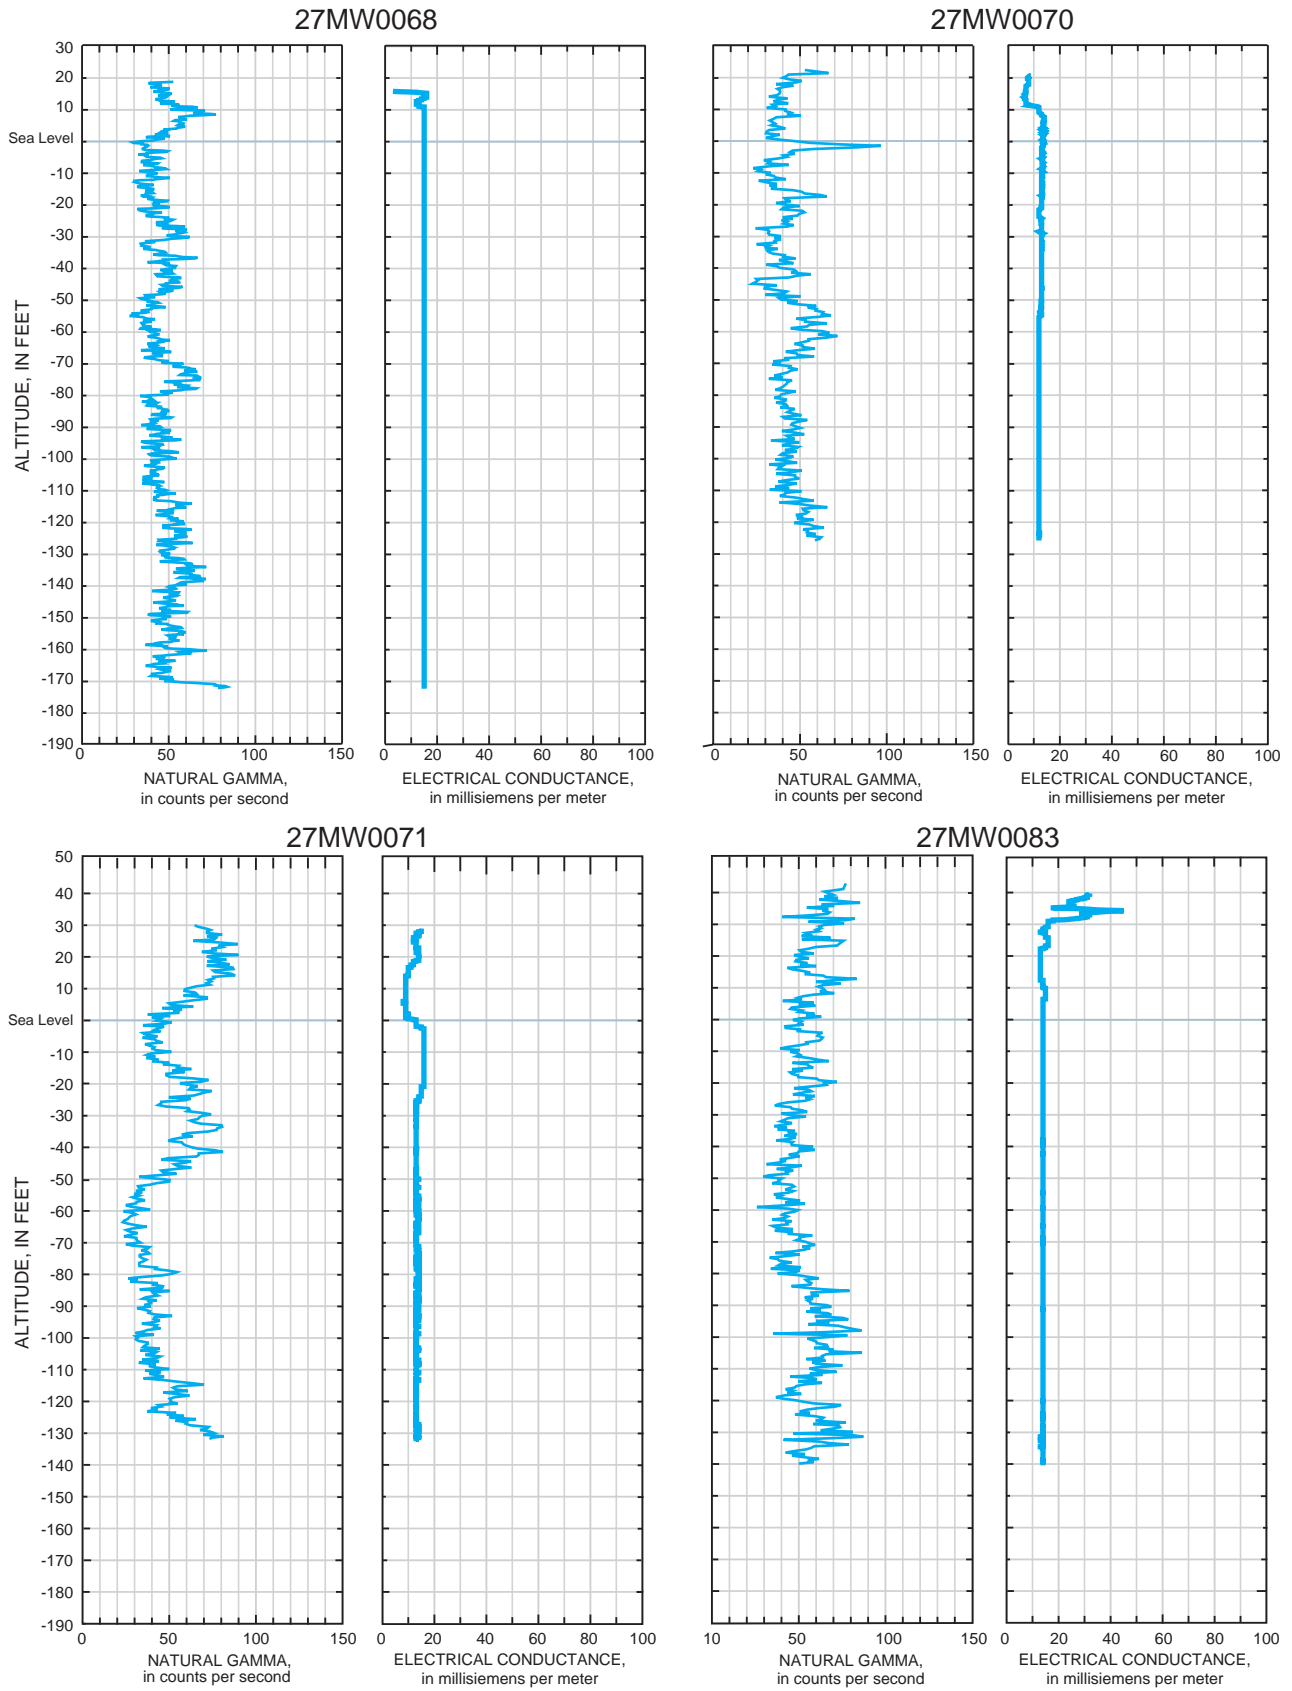 27MW0068
27MW0070
30
20
10
Sea Level
-10
-20
-30
-40
-50
-60
-70
-80
-90
-100
-110
-120
-130
-140
-150
-160
-170
-180
-190
ALTITUDE, IN FEET
0 50 100 150
0 20 40 60 80 100
0 50 100 150
0 20 40 60 80 100
NATURAL GAMMA,
in counts per second
ELECTRICAL CONDUCTANCE,
in millisiemens per meter
NATURAL GAMMA,
in counts per second
ELECTRICAL CONDUCTANCE,
in millisiemens per meter
27MW0071
27MW0083
50
40
30
20
10
Sea Level
-10
-20
-30
-40
-50
-60
-70
-80
-90
-100
-110
-120
-130
-140
-150
-160
-170
-180
-190
ALTITUDE, IN FEET
0 50 100 150
0 20 40 60 80 100
10 50 100 150
0 20 40 60 80 100
NATURAL GAMMA,
in counts per second
ELECTRICAL CONDUCTANCE,
in millisiemens per meter
NATURAL GAMMA,
in counts per second
ELECTRICAL CONDUCTANCE,
in millisiemens per meter